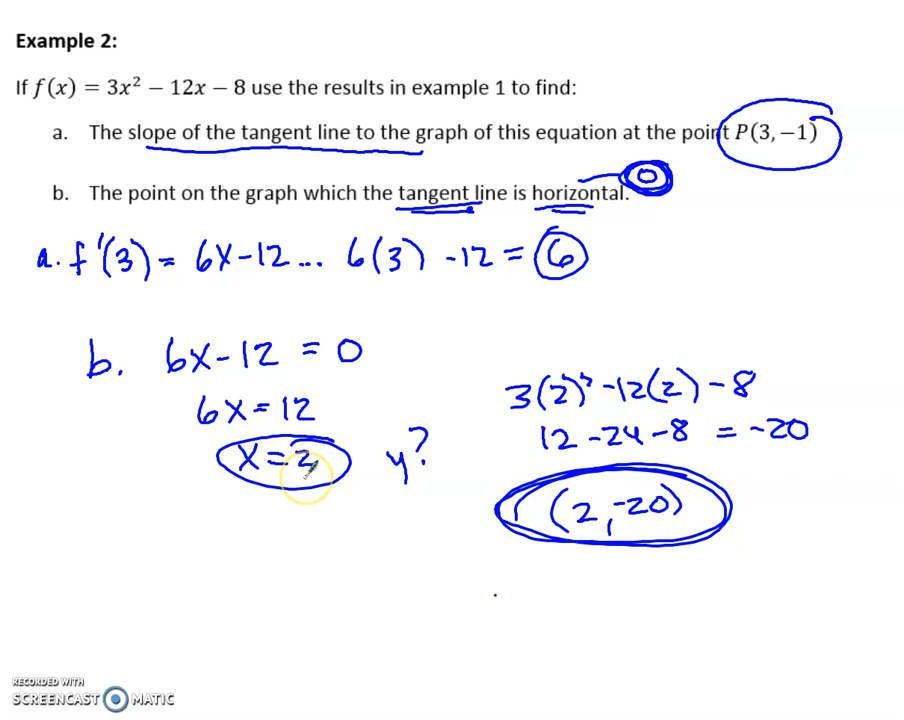 Example 2:
If f(x) = 3x² − 12x − 8 use the results in example 1 to find:
a. The slope of the tangent line to the graph of this equation at the point P(3, −1)
b. The point on the graph which the tangent line is horizontal.
0
a. f'(3) = 6x-12 ... 6(3) -12 = 6
b. 6x-12 = 0
6x = 12
x = 2
y?
3(2)² -12(2) - 8
12 -24 -8 = -20
(2, -20)
RECORDED WITH
SCREENCAST MATIC